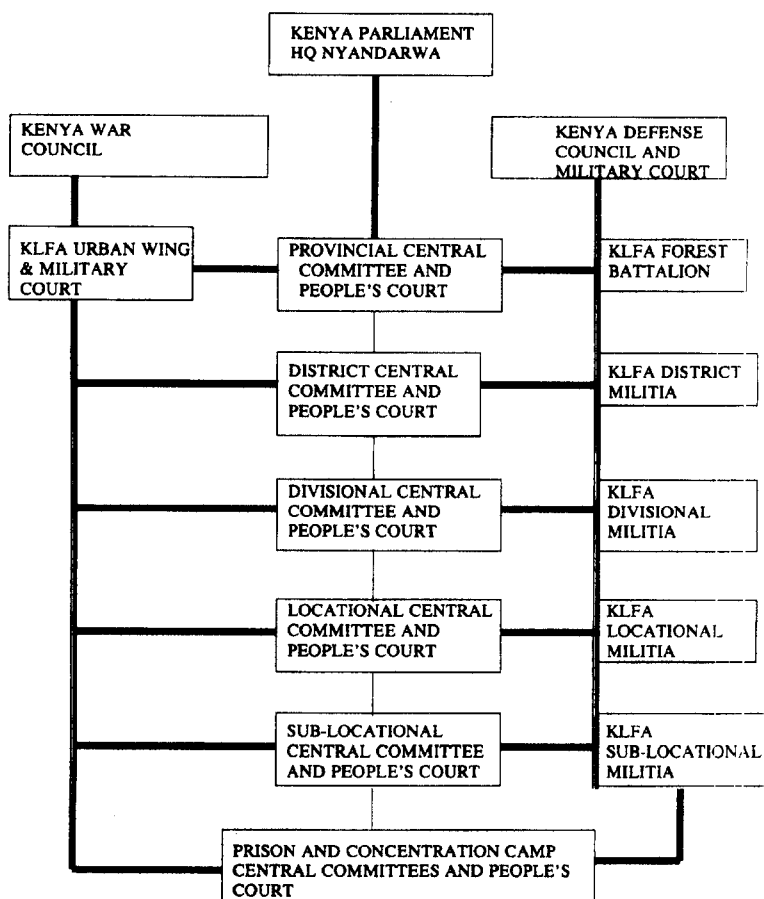 KENYA PARLIAMENT
HQ NYANDARWA
KENYA WAR
COUNCIL
KENYA DEFENSE
COUNCIL AND
MILITARY COURT
KLFA URBAN WING
& MILITARY
COURT
PROVINCIAL CENTRAL
COMMITTEE AND
PEOPLE'S COURT
KLFA FOREST
BATTALION
DISTRICT CENTRAL
COMMITTEE AND
PEOPLE'S COURT
KLFA DISTRICT
MILITIA
DIVISIONAL CENTRAL
COMMITTEE AND
PEOPLE'S COURT
KLFA
DIVISIONAL
MILITIA
LOCATIONAL CENTRAL
COMMITTEE AND
PEOPLE'S COURT
KLFA
LOCATIONAL
MILITIA
SUB-LOCATIONAL
CENTRAL COMMITTEE
AND PEOPLE'S COURT
KLFA
SUB-LOCATIONAL
MILITIA
PRISON AND CONCENTRATION CAMP
CENTRAL COMMITTEES AND PEOPLE'S
COURT